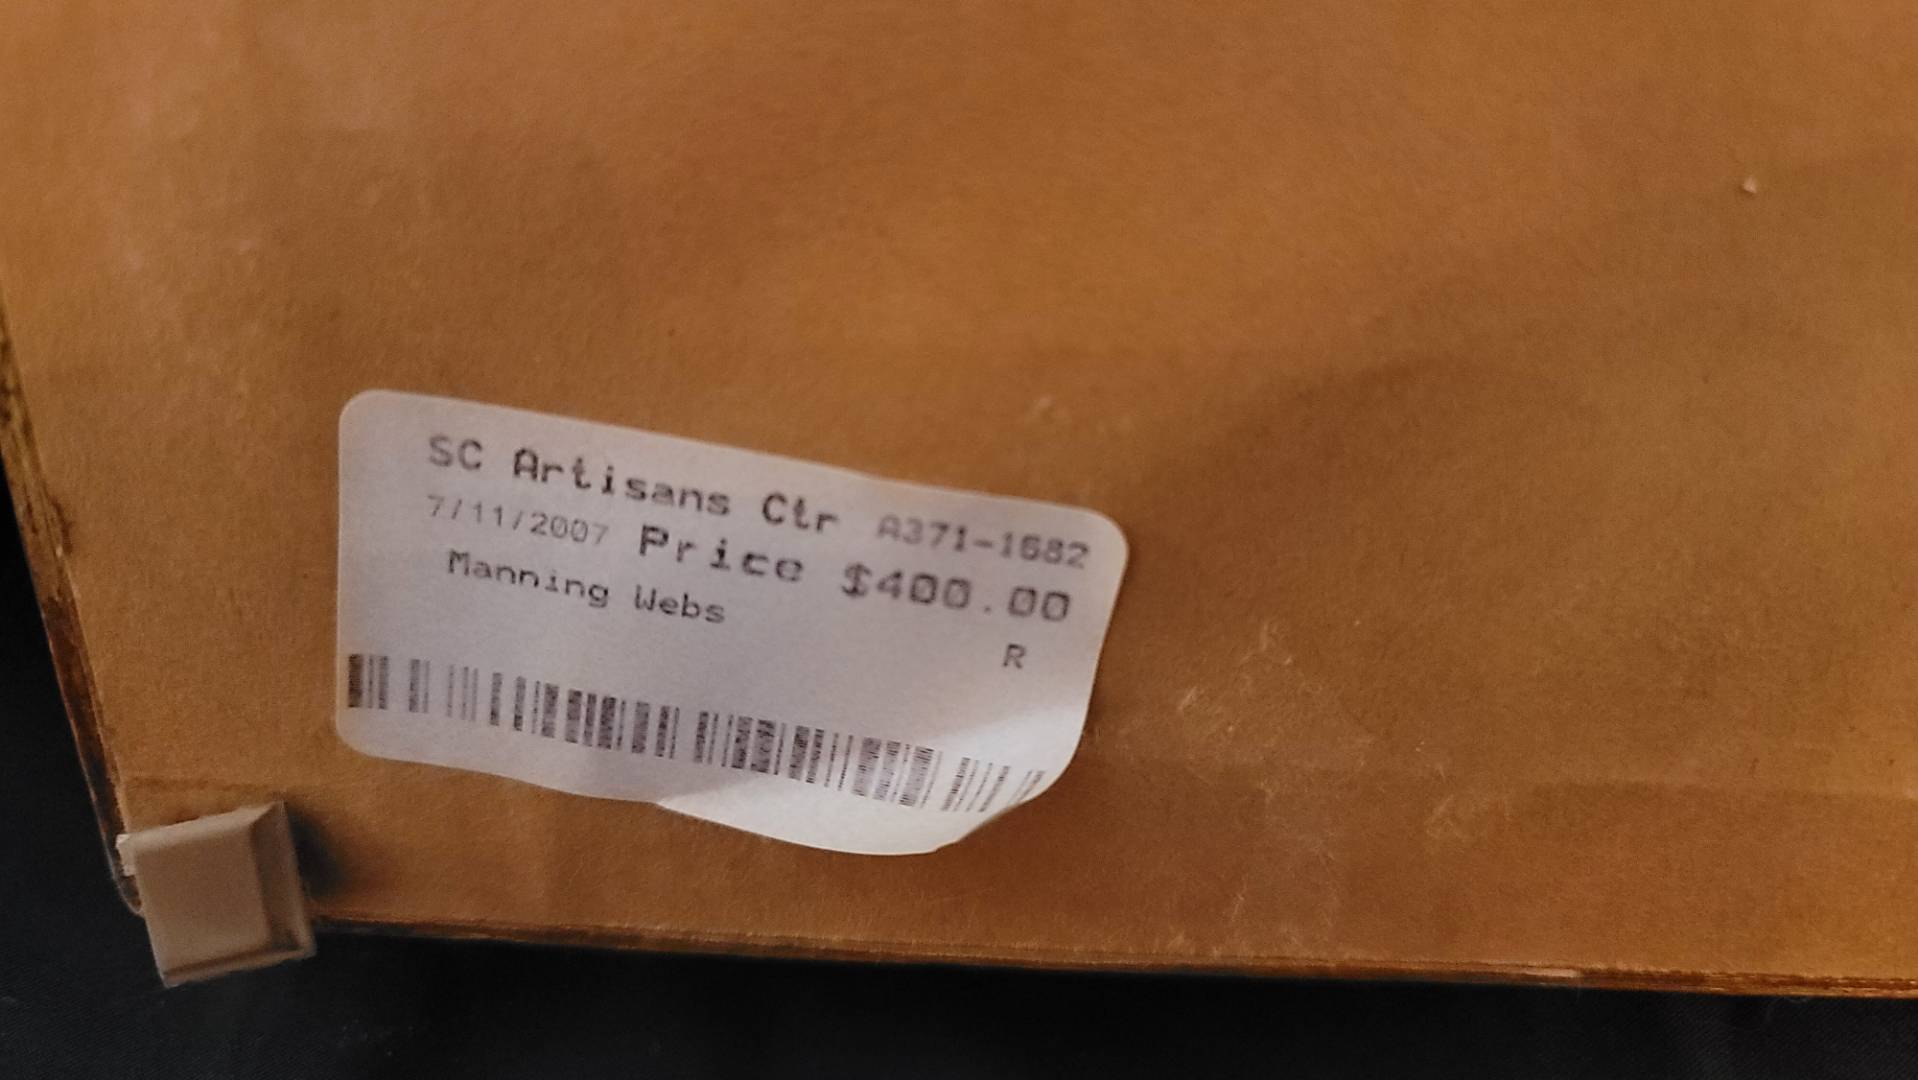 SC Artisans Ctr A371-1682
7/11/2007 Price $400.00
Manning Webs
R